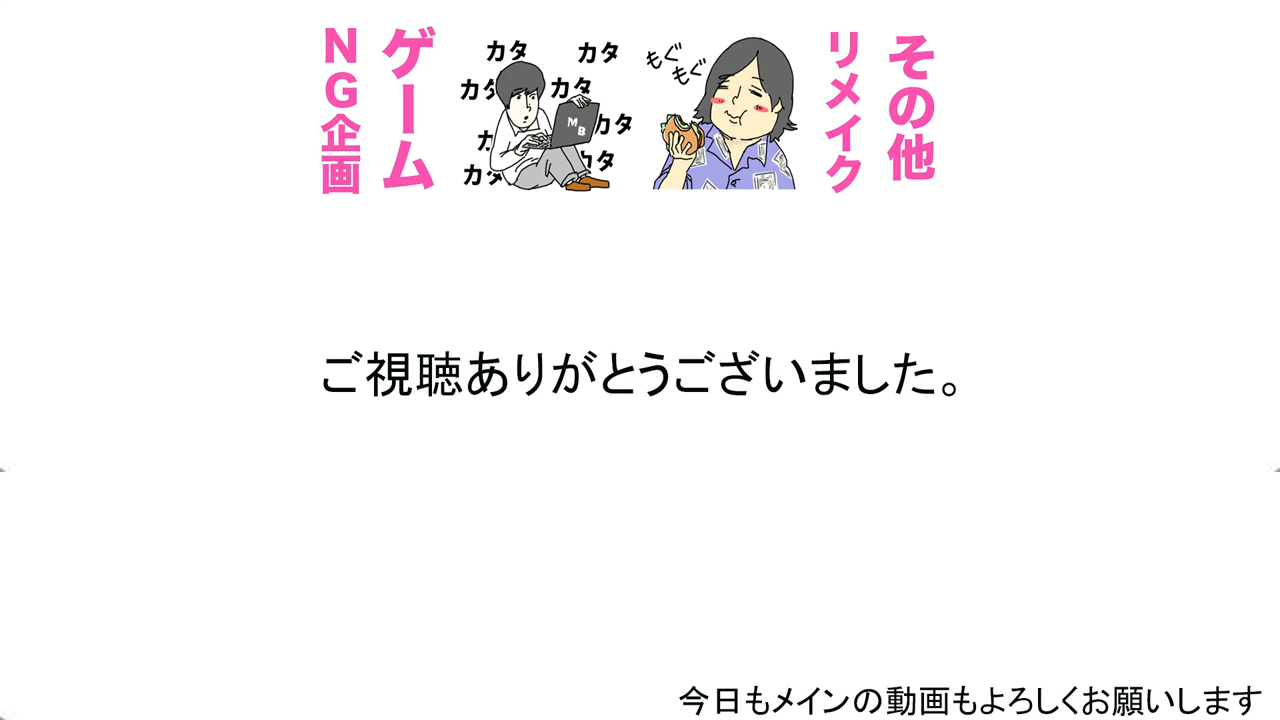 ゲーム
NG企画
カタ
カタ
カタ
カタ
カタ
カタ
カタ
カタ
MB
もぐ
もぐ
その他
リメイク
ご視聴ありがとうございました。
今日もメインの動画もよろしくお願いします